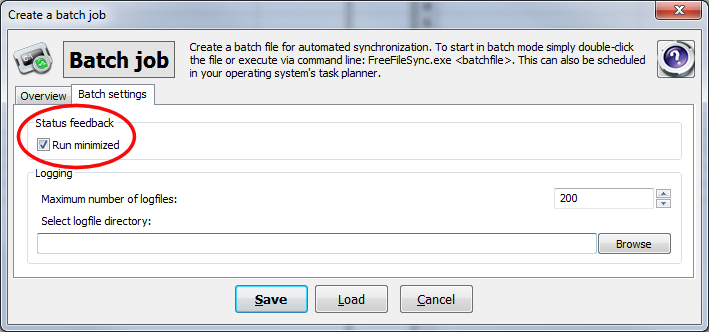 Create a batch job
Batch job
Create a batch file for automated synchronization. To start in batch mode simply double-click
the file or execute via command line: FreeFileSync.exe <batchfile>. This can also be scheduled
in your operating system's task planner.
Overview
Batch settings
Status feedback
Run minimized
Logging
Maximum number of logfiles:
200
Select logfile directory:
Browse
Save
Load
Cancel